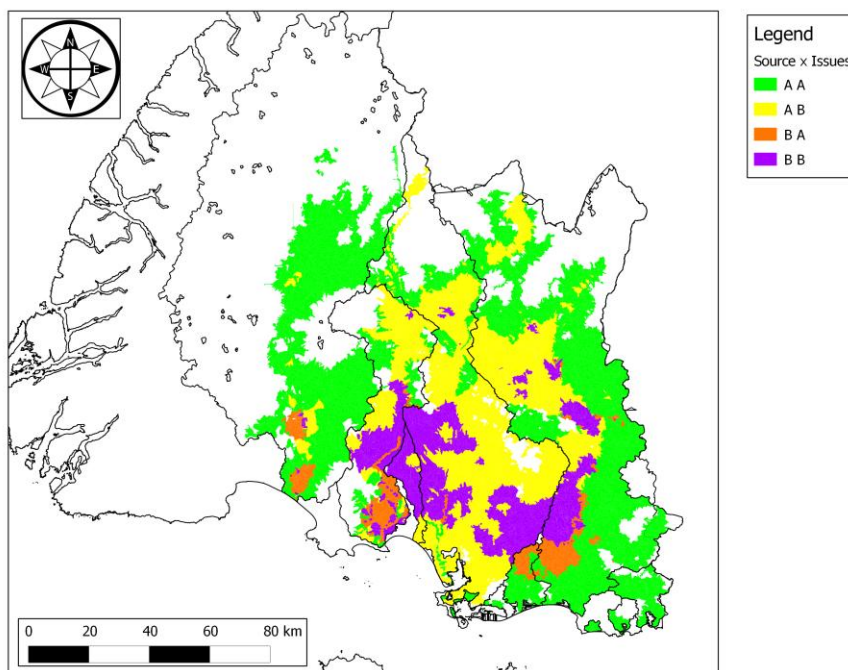 N
W E
S
Legend
Source x Issues
A A
A B
B A
B B
0 20 40 60 80 km